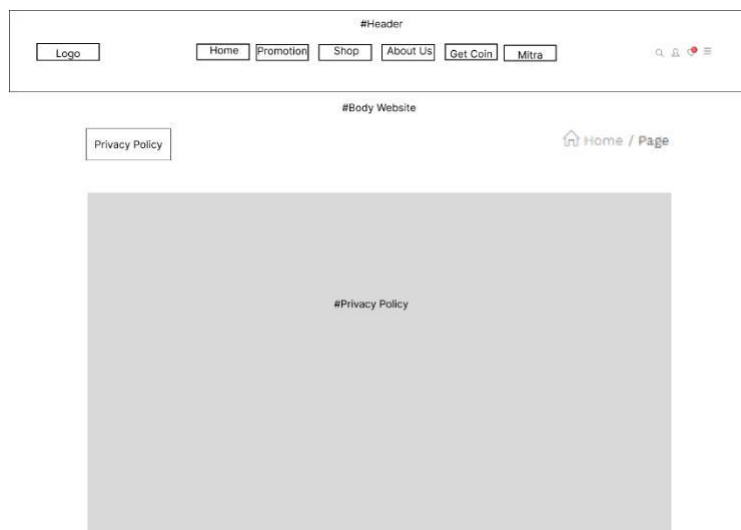 #Header
Logo Home Promotion Shop About Us Get Coin Mitra
#Body Website
Privacy Policy Home / Page
#Privacy Policy